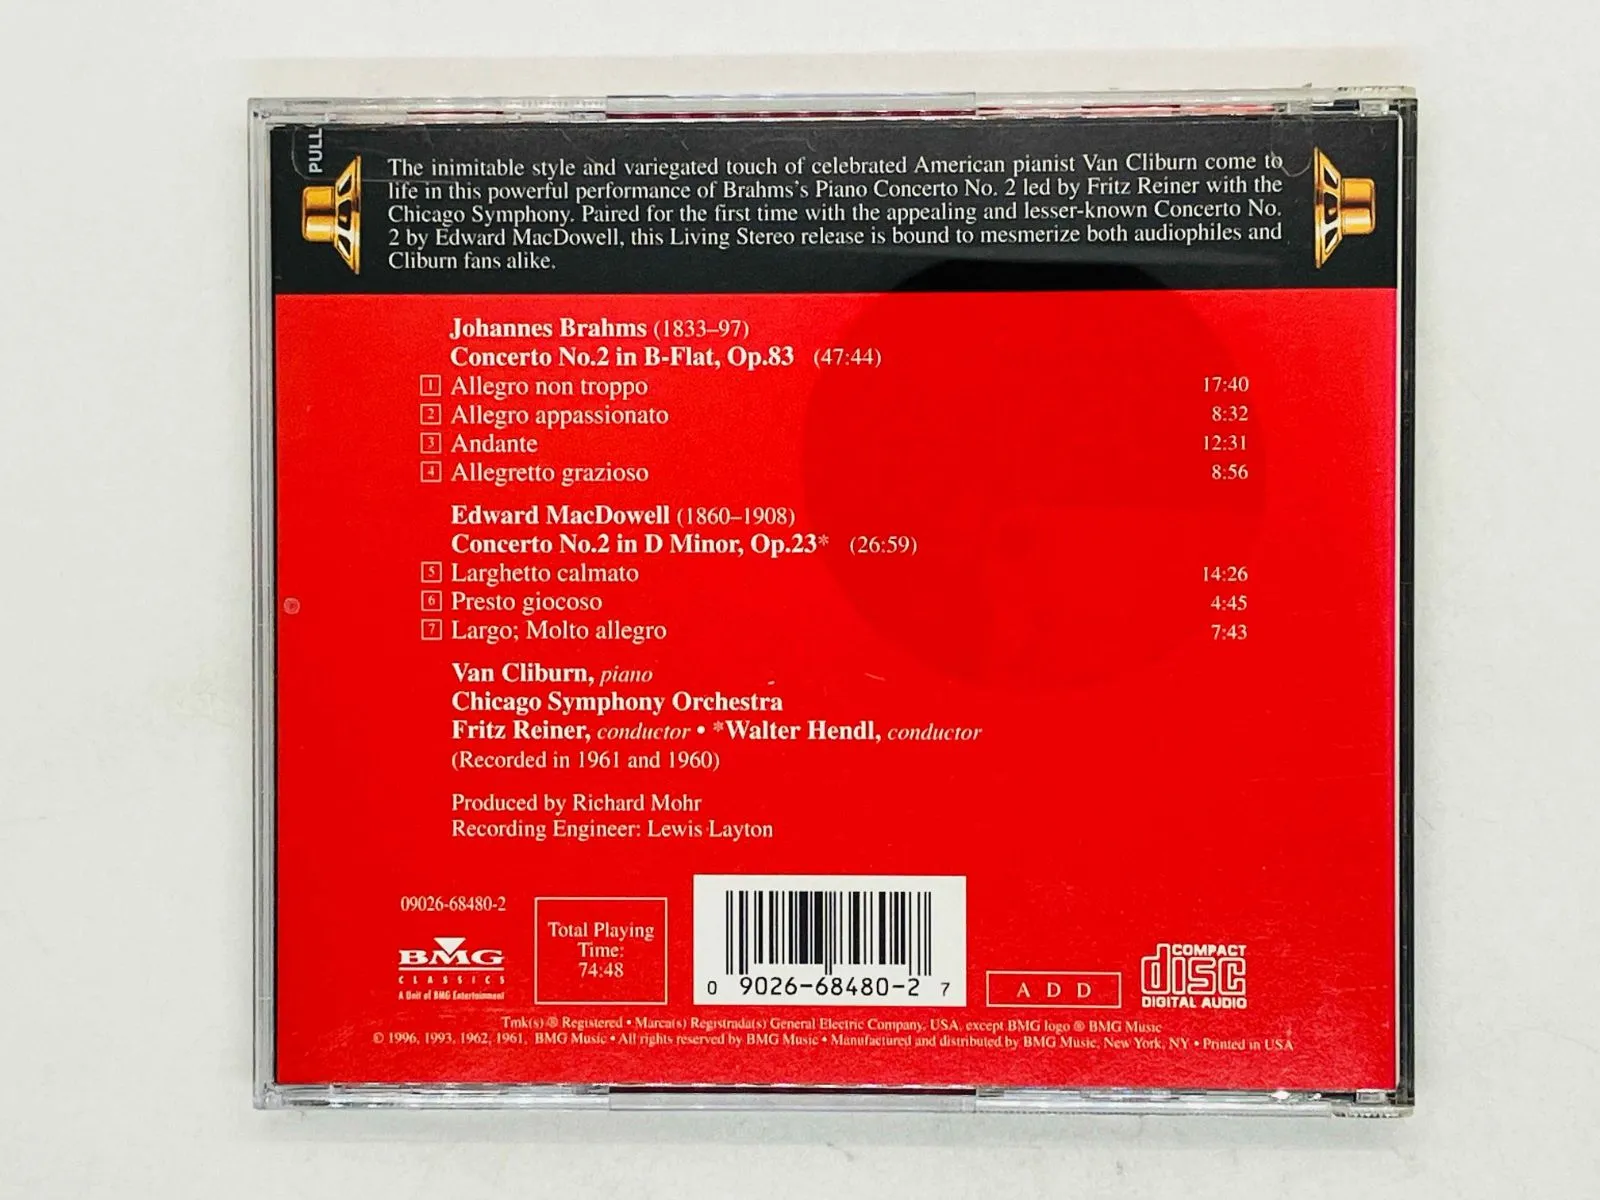 PULL
The inimitable style and variegated touch of celebrated American pianist Van Cliburn come to
life in this powerful performance of Brahms's Piano Concerto No. 2 led by Fritz Reiner with the
Chicago Symphony. Paired for the first time with the appealing and lesser-known Concerto No.
2 by Edward MacDowell, this Living Stereo release is bound to mesmerize both audiophiles and
Cliburn fans alike.
Johannes Brahms (1833–97)
Concerto No.2 in B-Flat, Op.83 (47:44)
1 Allegro non troppo 17:40
2 Allegro appassionato 8:32
3 Andante 12:31
4 Allegretto grazioso 8:56
Edward MacDowell (1860–1908)
Concerto No.2 in D Minor, Op.23* (26:59)
5 Larghetto calmato 14:26
6 Presto giocoso 4:45
7 Largo; Molto allegro 7:43
Van Cliburn, piano
Chicago Symphony Orchestra
Fritz Reiner, conductor • *Walter Hendl, conductor
(Recorded in 1961 and 1960)
Produced by Richard Mohr
Recording Engineer: Lewis Layton
09026-68480-2
BMG
CLASSICS
A Unit of BMG Entertainment
Total Playing
Time:
74:48
0 9026-68480-2 7
A D D
COMPACT
disc
DIGITAL AUDIO
Tmk(s) ® Registered • Marca(s) Registrada(s) General Electric Company, USA, except BMG logo ® BMG Music
© 1996, 1993, 1962, 1961, BMG Music • All rights reserved by BMG Music • Manufactured and distributed by BMG Music, New York, NY • Printed in USA